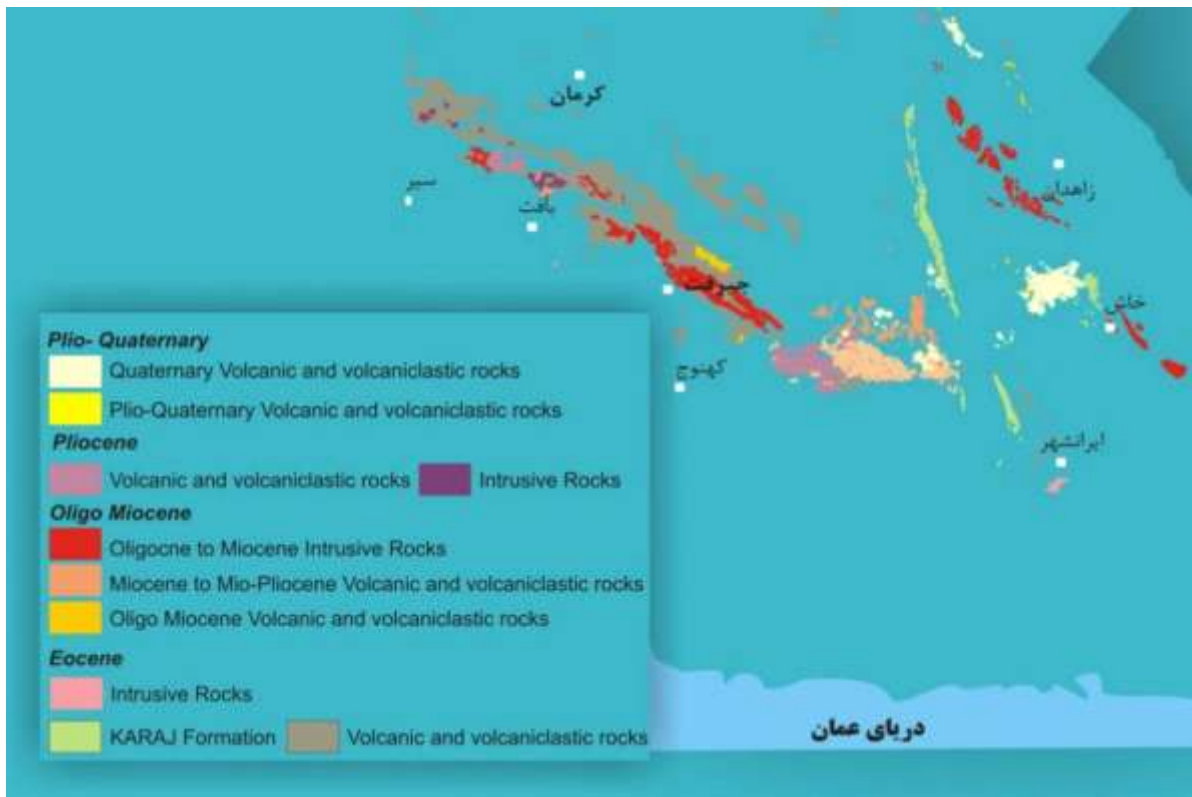 کرمان
زاهدان
سیر
بافت
جیرفت
خاش
کهنوج
ایرانشهر
Plio- Quaternary
Quaternary Volcanic and volcaniclastic rocks
Plio-Quaternary Volcanic and volcaniclastic rocks
Pliocene
Volcanic and volcaniclastic rocks Intrusive Rocks
Oligo Miocene
Oligocne to Miocene Intrusive Rocks
Miocene to Mio-Pliocene Volcanic and volcaniclastic rocks
Oligo Miocene Volcanic and volcaniclastic rocks
Eocene
Intrusive Rocks
KARAJ Formation Volcanic and volcaniclastic rocks
دریای عمان